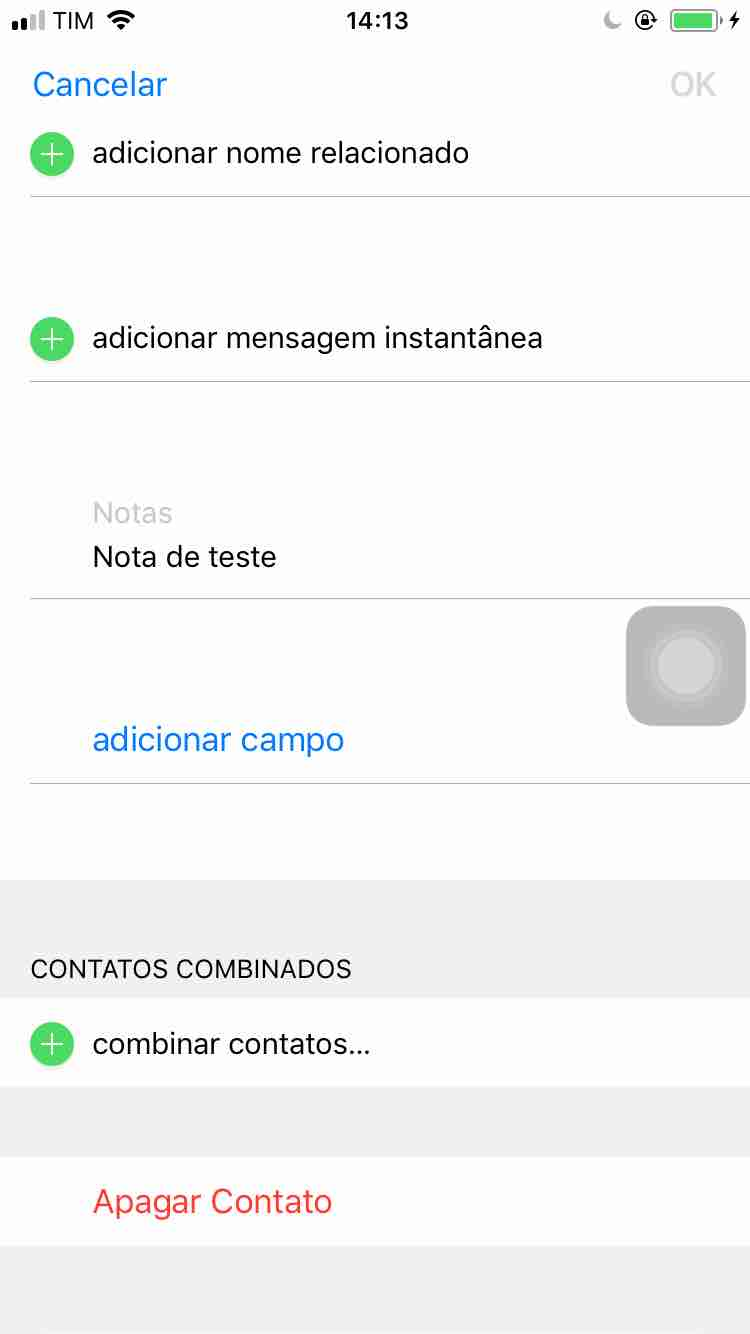 TIM 14:13
Cancelar OK
adicionar nome relacionado
adicionar mensagem instantânea
Notas
Nota de teste
adicionar campo
CONTATOS COMBINADOS
combinar contatos...
Apagar Contato